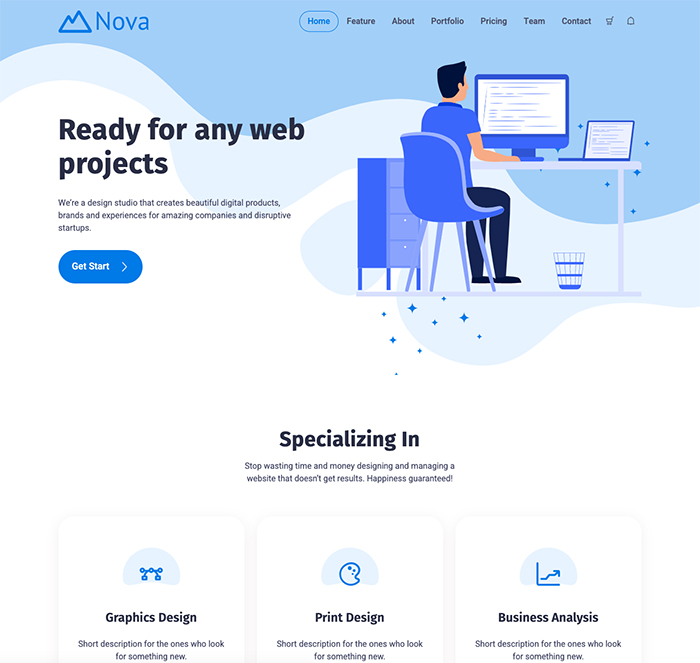 Nova
Home Feature About Portfolio Pricing Team Contact
Ready for any web
projects
We're a design studio that creates beautiful digital products,
brands and experiences for amazing companies and disruptive
startups.
Get Start
Specializing In
Stop wasting time and money designing and managing a
website that doesn't get results. Happiness guaranteed!
Graphics Design
Short description for the ones who look
for something new.
Print Design
Short description for the ones who look
for something new.
Business Analysis
Short description for the ones who look
for something new.